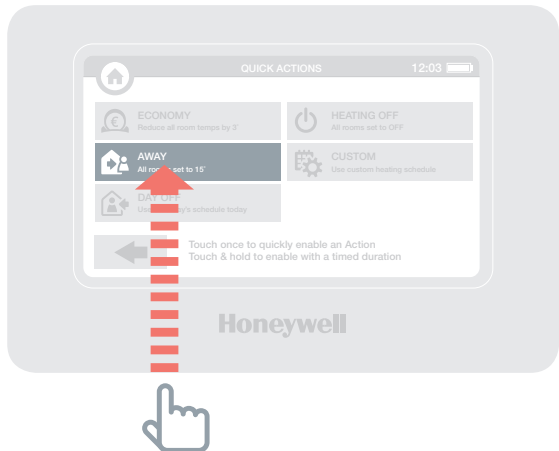 QUICK ACTIONS 12:03
ECONOMY
Reduce all room temps by 3˚
HEATING OFF
All rooms set to OFF
AWAY
All rooms set to 15˚
CUSTOM
Use custom heating schedule
DAY OFF
schedule today
Touch once to quickly enable an Action
Touch & hold to enable with a timed duration
Honeywell